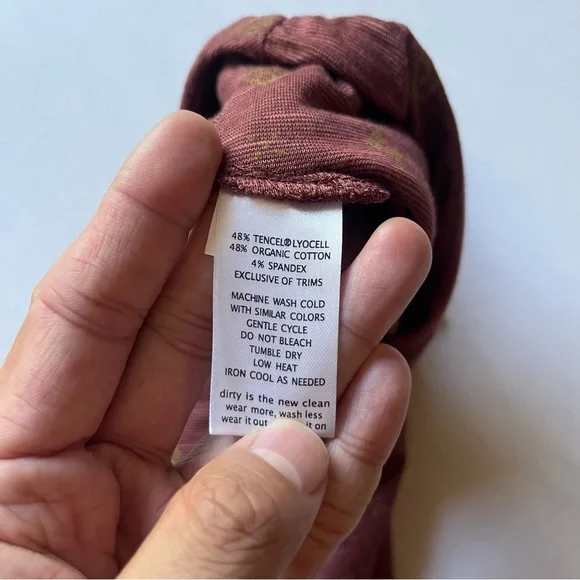 48% TENCEL®LYOCELL
48% ORGANIC COTTON
4% SPANDEX
EXCLUSIVE OF TRIMS
MACHINE WASH COLD
WITH SIMILAR COLORS
GENTLE CYCLE
DO NOT BLEACH
TUMBLE DRY
LOW HEAT
IRON COOL AS NEEDED
dirty is the new clean
wear more, wash less
wear it out it on